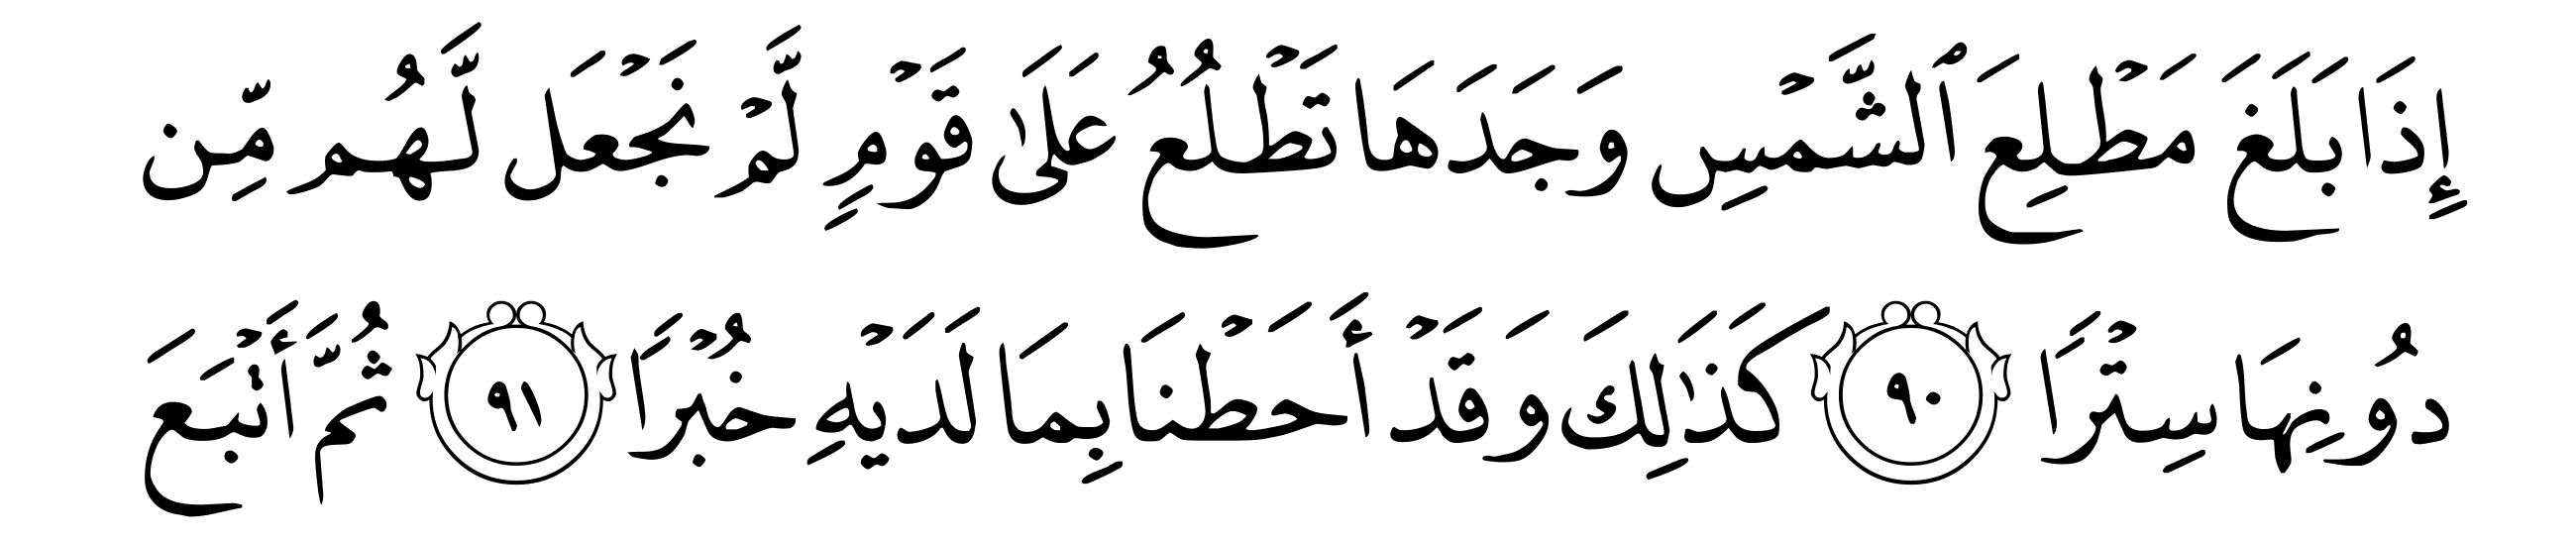 إِذَا بَلَغَ مَطْلِعَ ٱلشَّمْسِ وَجَدَهَا تَطْلُعُ عَلَىٰ قَوْمٍ لَّمْ نَجْعَل لَّهُم مِّن
دُونِهَا سِتْرًا ٩٠ كَذَٰلِكَ وَقَدْ أَحَطْنَا بِمَا لَدَيْهِ خُبْرًا ٩١ ثُمَّ أَتْبَعَ